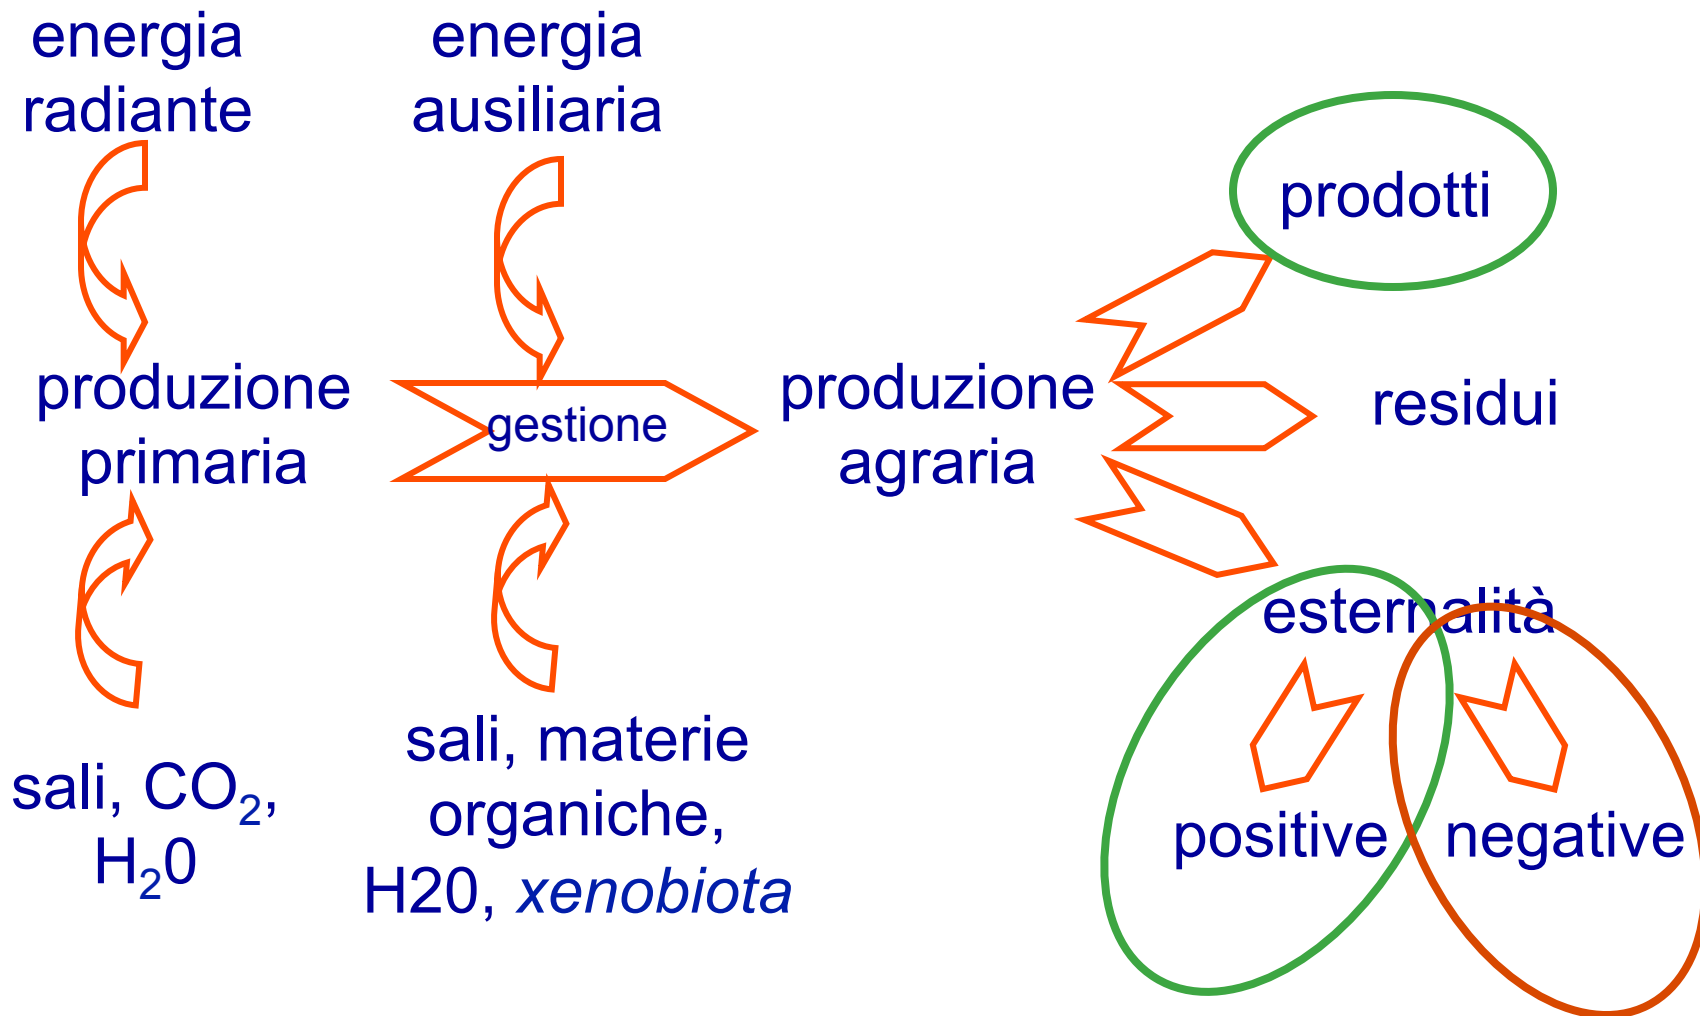 energia
radiante
energia
ausiliaria
prodotti
produzione
primaria
gestione
produzione
agraria
residui
esternalità
sali, CO₂,
H₂0
sali, materie
organiche,
H20, xenobiota
positive
negative